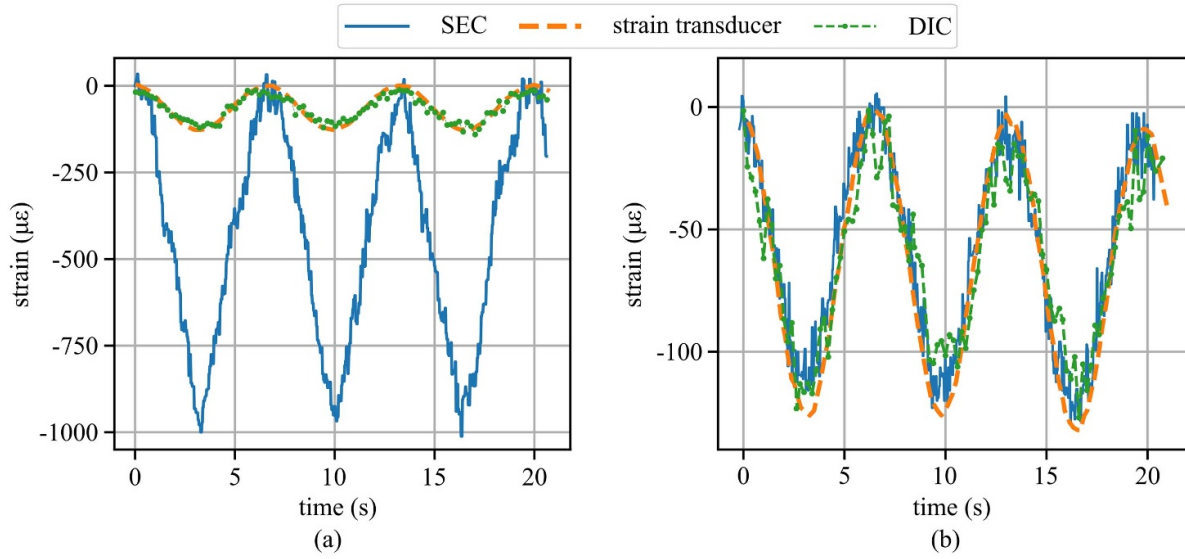 SEC strain transducer DIC
0
-250
-500
-750
-1000
strain (με)
0 5 10 15 20
time (s)
(a)
0
-50
-100
strain (με)
0 5 10 15 20
time (s)
(b)